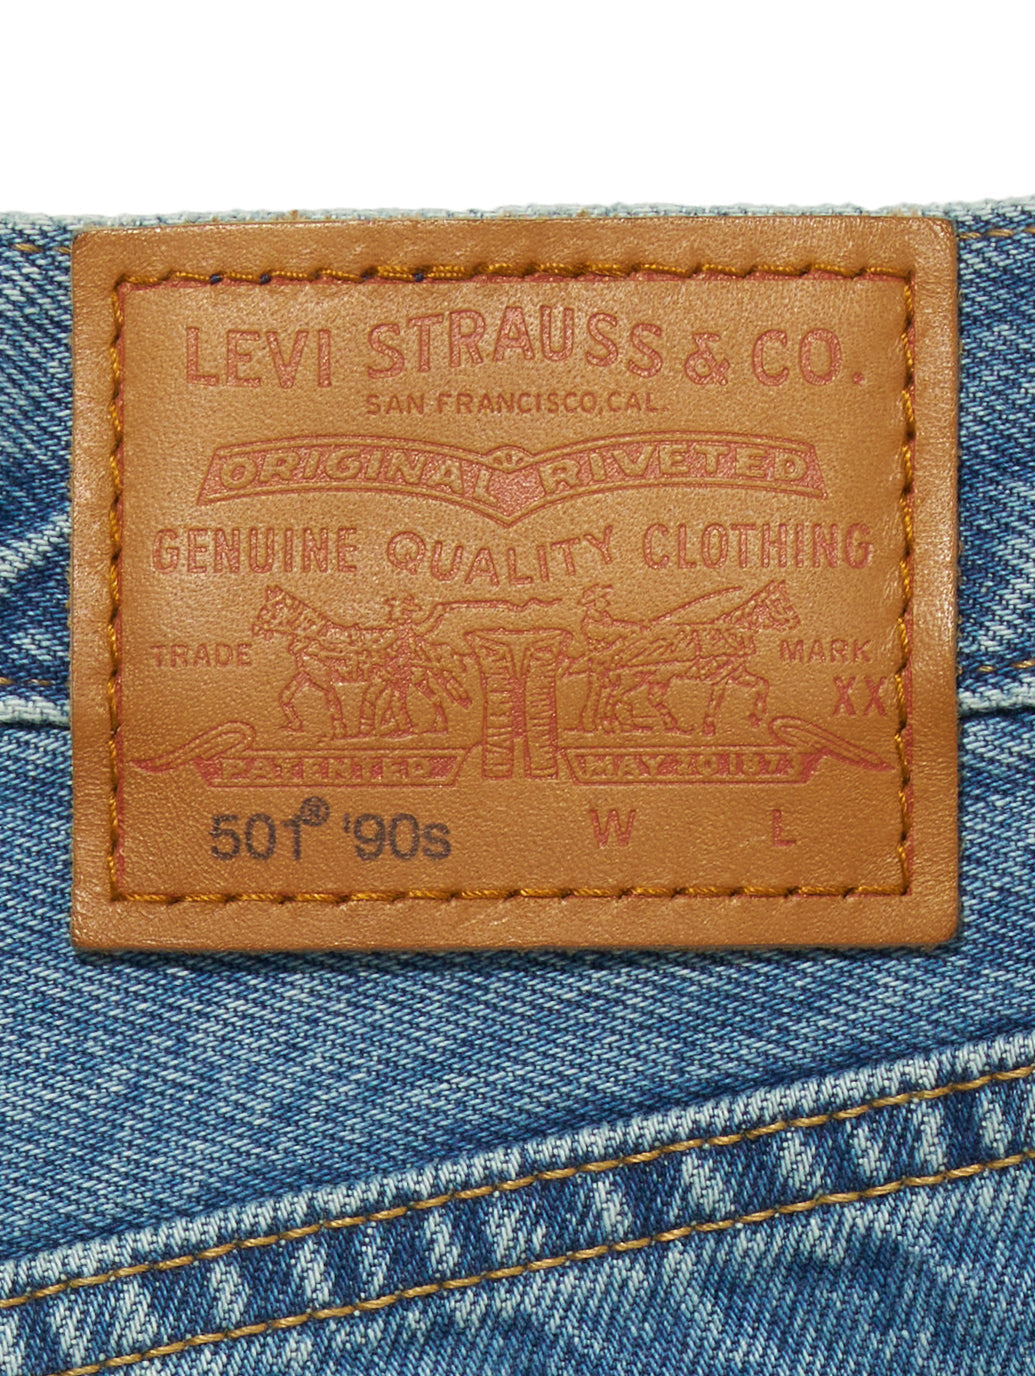 LEVI STRAUSS & CO.
SAN FRANCISCO, CAL.
ORIGINAL RIVETED
GENUINE QUALITY CLOTHING
TRADE MARK
XX
PATENTED MAY 20 1873
501® '90s W L